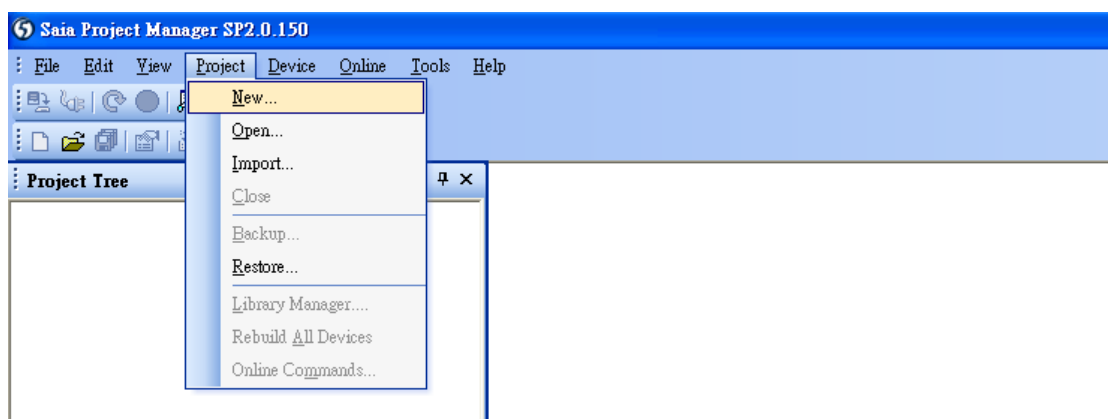 Saia Project Manager SP2.0.150
File Edit View Project Device Online Tools Help
New...
Open...
Import...
Project Tree
Close
Backup...
Restore...
Library Manager....
Rebuild All Devices
Online Commands...